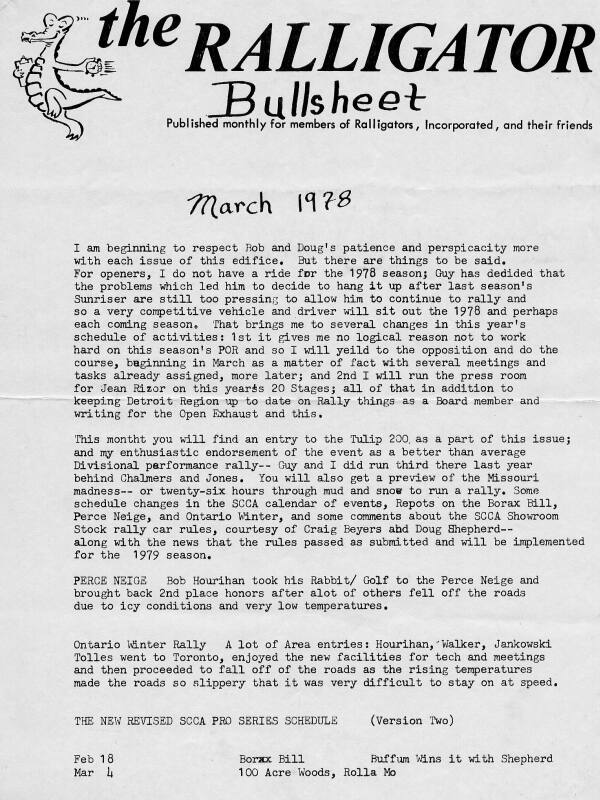 the RALLIGATOR
Bullsheet
Published monthly for members of Ralligators, Incorporated, and their friends
March 1978
I am beginning to respect Bob and Doug's patience and perspicacity more
with each issue of this edifice. But there are things to be said.
For openers, I do not have a ride for the 1978 season; Guy has dedided that
the problems which led him to decide to hang it up after last season's
Sunriser are still too pressing to allow him to continue to rally and
so a very competitive vehicle and driver will sit out the 1978 and perhaps
each coming season. That brings me to several changes in this year's
schedule of activities: 1st it gives me no logical reason not to work
hard on this season's POR and so I will yeild to the opposition and do the
course, beginning in March as a matter of fact with several meetings and
tasks already assigned, more later; and 2nd I will run the press room
for Jean Rizor on this year's 20 Stages; all of that in addition to
keeping Detroit Region up to date on Rally things as a Board member and
writing for the Open Exhaust and this.
This montht you will find an entry to the Tulip 200 as a part of this issue;
and my enthusiastic endorsement of the event as a better than average
Divisional performance rally-- Guy and I did run third there last year
behind Chalmers and Jones. You will also get a preview of the Missouri
madness-- or twenty-six hours through mud and snow to run a rally. Some
schedule changes in the SCCA calendar of events, Repots on the Borax Bill,
Perce Neige, and Ontario Winter, and some comments about the SCCA Showroom
Stock rally car rules, courtesy of Craig Beyers ahd Doug Shepherd--
along with the news that the rules passed as submitted and will be implemented
for the 1979 season.
PERCE NEIGE Bob Hourihan took his Rabbit/ Golf to the Perce Neige and
brought back 2nd place honors after alot of others fell off the roads
due to icy conditions and very low temperatures.
Ontario Winter Rally A lot of Area entries: Hourihan, Walker, Jankowski
Tolles went to Toronto, enjoyed the new facilities for tech and meetings
and then proceeded to fall off of the roads as the rising temperatures
made the roads so slippery that it was very difficult to stay on at speed.
THE NEW REVISED SCCA PRO SERIES SCHEDULE (Version Two)
Feb 18 Borax Bill Buffum Wins it with Shepherd
Mar 4 100 Acre Woods, Rolla Mo